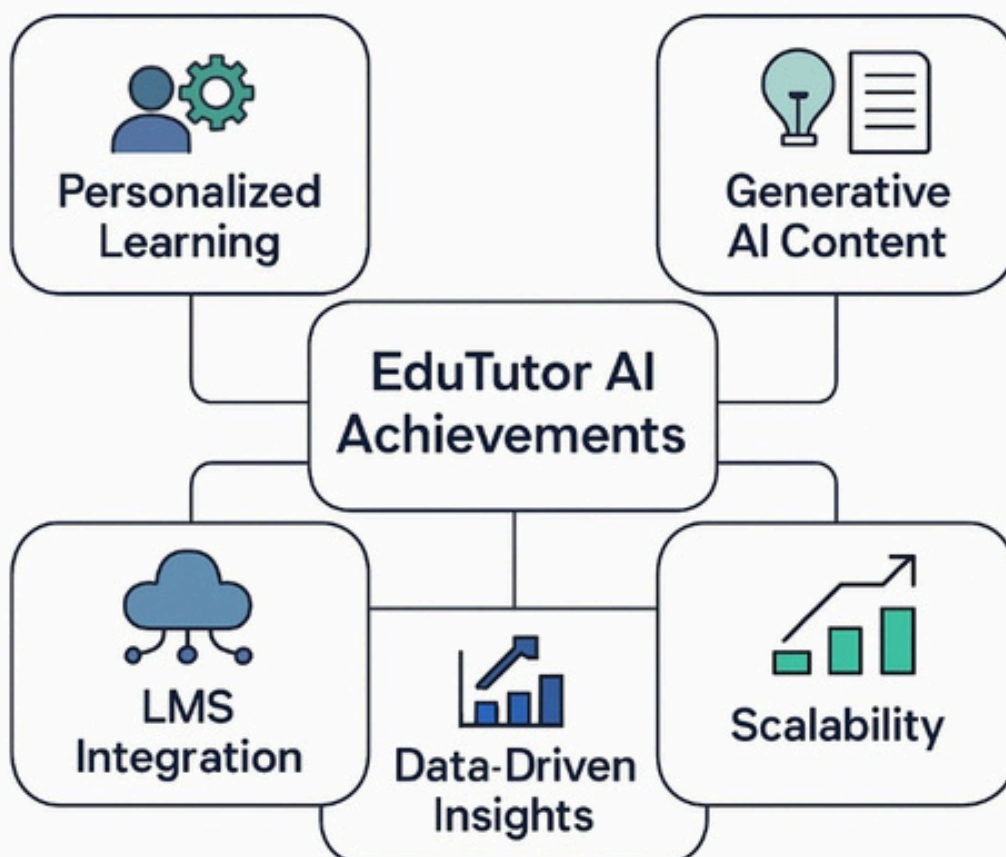 Personalized
Learning
Generative
AI Content
EduTutor AI
Achievements
LMS
Integration
Data-Driven
Insights
Scalability